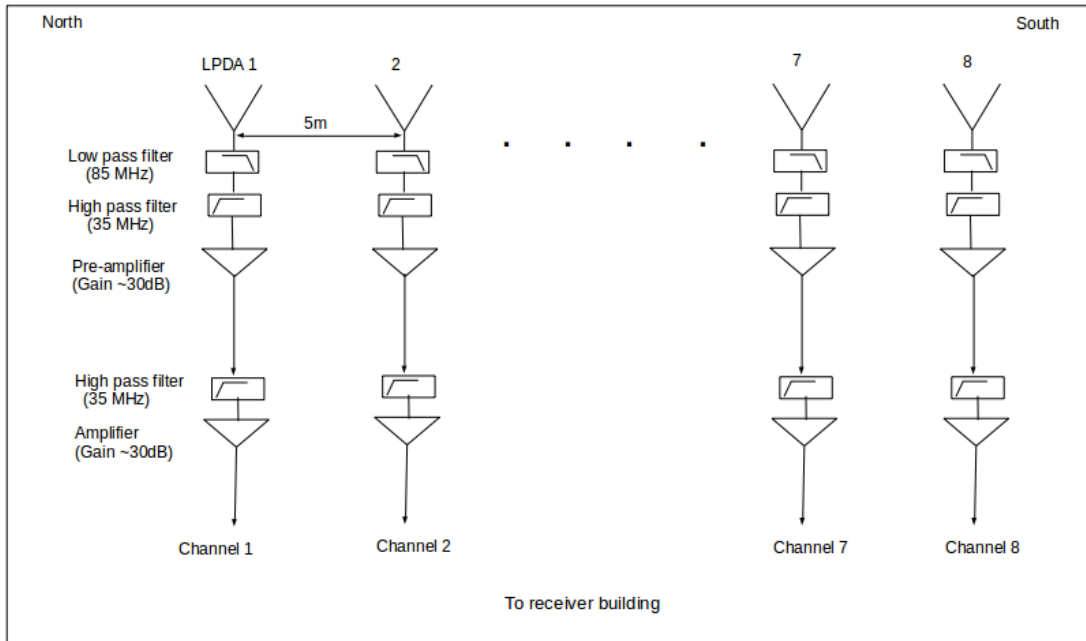 North
South
LPDA 1
2
7
8
5m
Low pass filter
(85 MHz)
High pass filter
(35 MHz)
Pre-amplifier
(Gain ~30dB)
High pass filter
(35 MHz)
Amplifier
(Gain ~30dB)
Channel 1
Channel 2
Channel 7
Channel 8
To receiver building